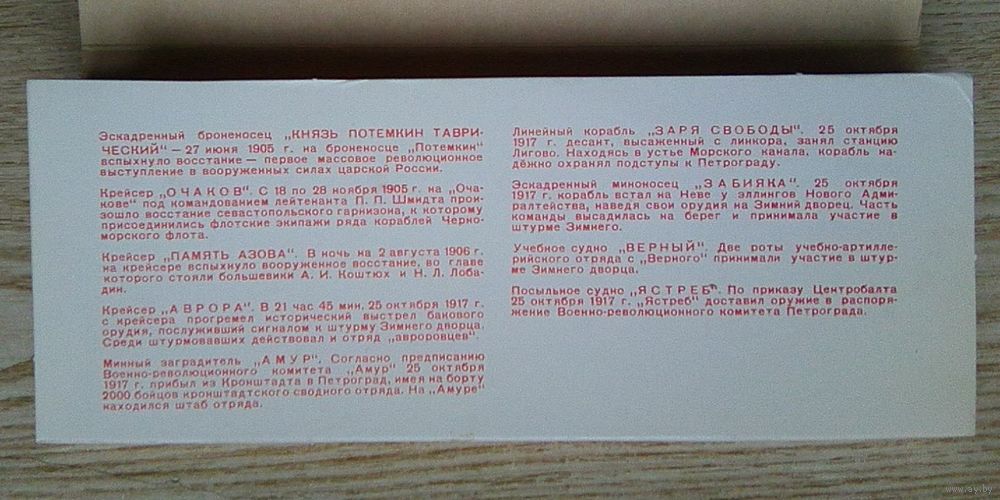 Эскадренный броненосец „КНЯЗЬ ПОТЕМКИН ТАВРИ-
ЧЕСКИЙ" — 27 июня 1905 г. на броненосце „Потемкин"
вспыхнуло восстание — первое массовое революционное
выступление в вооруженных силах царской России.
Крейсер „ОЧАКОВ". С 18 по 28 ноября 1905 г. на „Оча-
кове" под командованием лейтенанта П. П. Шмидта прои-
зошло восстание севастопольского гарнизона, к которому
присоединились флотские экипажи ряда кораблей Черно-
морского флота.
Крейсер „ПАМЯТЬ АЗОВА". В ночь на 2 августа 1906 г.
на крейсере вспыхнуло вооруженное восстание, во главе
которого стояли большевики А. И. Коштюх и Н. Л. Лоба-
дин.
Крейсер „АВРОРА". В 21 час 45 мин. 25 октября 1917 г.
с крейсера прогремел исторический выстрел бакового
орудия, послуживший сигналом к штурму Зимнего дворца.
Среди штурмовавших действовал и отряд „авроровцев".
Минный заградитель „АМУР". Согласно предписанию
Военно-революционного комитета „Амур" 25 октября
1917 г. прибыл из Кронштадта в Петроград, имея на борту
2000 бойцов кронштадтского сводного отряда. На „Амуре"
находился штаб отряда.
Линейный корабль „ЗАРЯ СВОБОДЫ". 25 октября
1917 г. десант, высаженный с линкора, занял станцию
Лигово. Находясь в устье Морского канала, корабль на-
дёжно охранял подступы к Петрограду.
Эскадренный миноносец „ЗАБИЯКА". 25 октября
1917 г. корабль встал на Неве у эллингов Нового Адми-
ралтейства, наведя свои орудия на Зимний дворец. Часть
команды высадилась на берег и принимала участие в
штурме Зимнего.
Учебное судно „ВЕРНЫЙ". Две роты учебно-артилле-
рийского отряда с „Верного" принимали участие в штур-
ме Зимнего дворца.
Посыльное судно „ЯСТРЕБ". По приказу Центробалта
25 октября 1917 г. „Ястреб" доставил оружие в распоря-
жение Военно-революционного комитета Петрограда.
www.ay.by